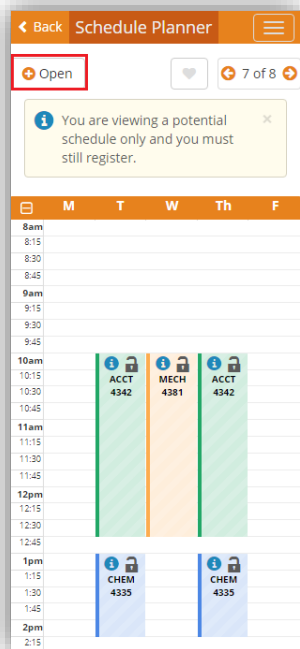 Back Schedule Planner
Open
7 of 8
You are viewing a potential
schedule only and you must
still register.
×
M T W Th F
8am
8:15
8:30
8:45
9am
9:15
9:30
9:45
10am
10:15
10:30
10:45
11am
11:15
11:30
11:45
12pm
12:15
12:30
12:45
1pm
1:15
1:30
1:45
2pm
2:15
ACCT
4342
MECH
4381
ACCT
4342
CHEM
4335
CHEM
4335